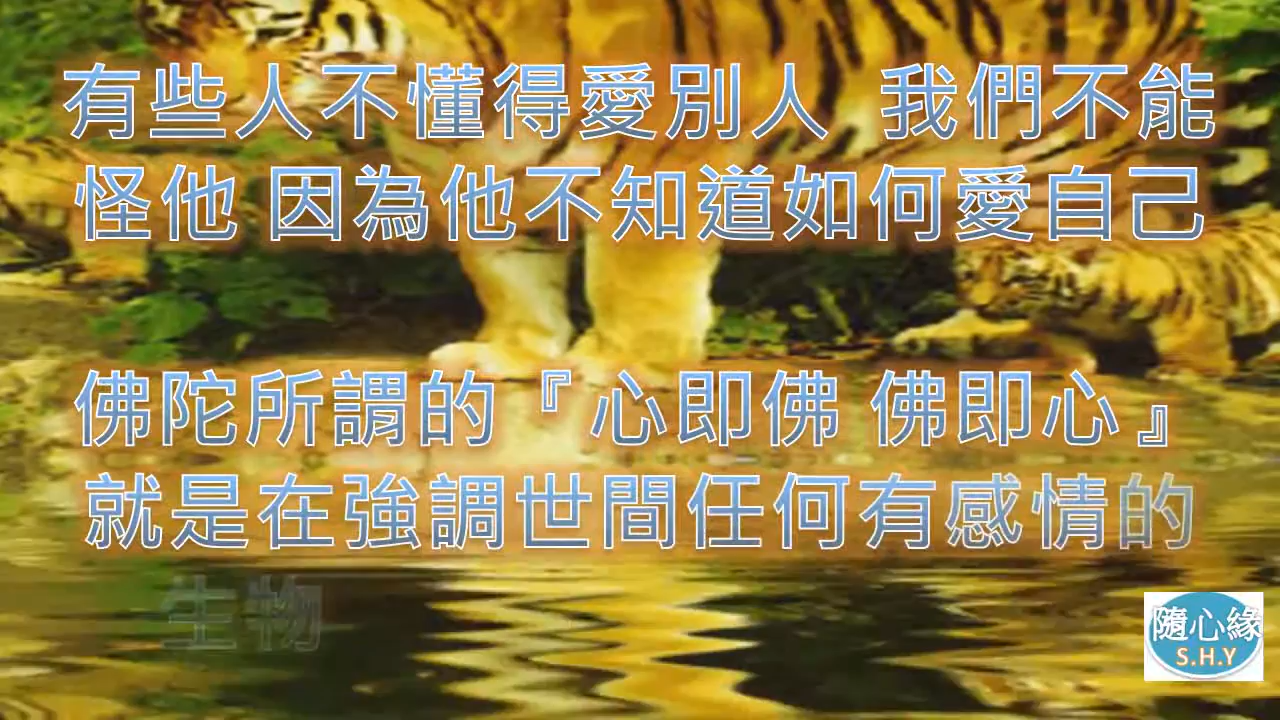 有些人不懂得愛別人 我們不能
怪他 因為他不知道如何愛自己
佛陀所謂的『心即佛 佛即心』
就是在強調世間任何有感情的
生物
隨心緣
S.H.Y